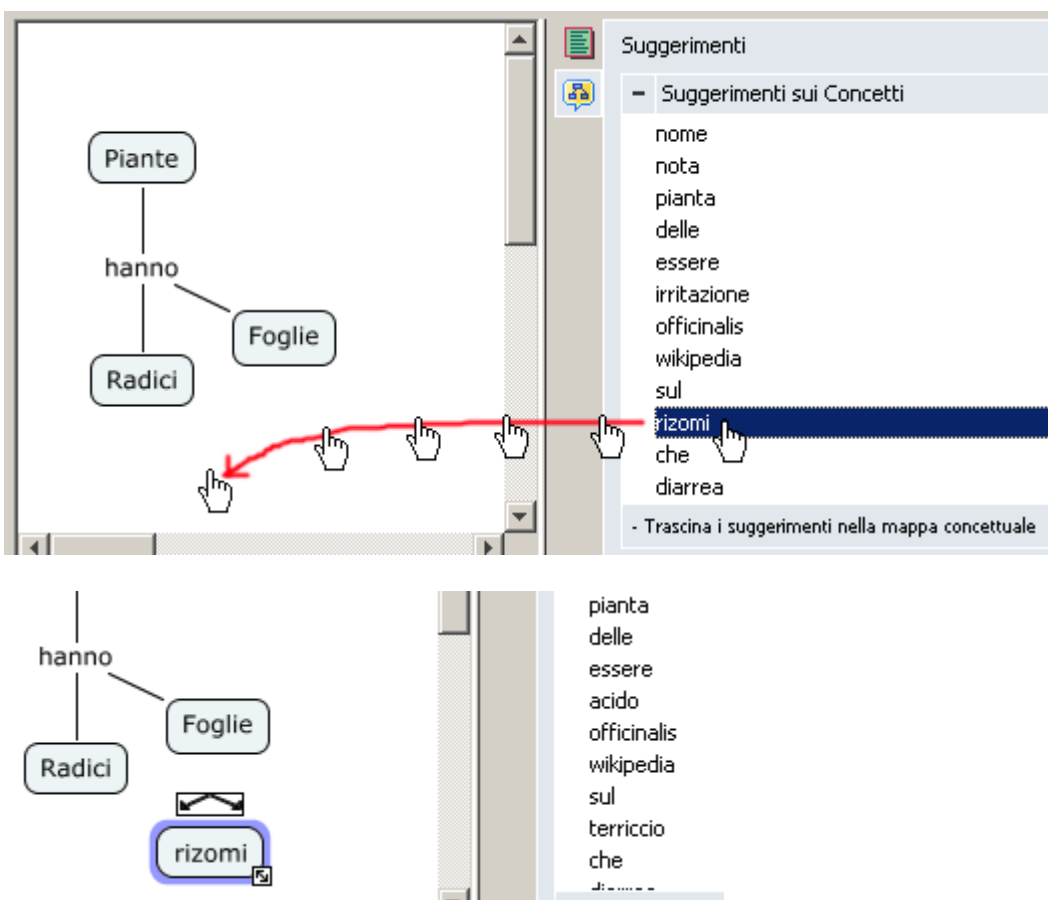 Piante
hanno
Foglie
Radici
Suggerimenti
− Suggerimenti sui Concetti
nome
nota
pianta
delle
essere
irritazione
officinalis
wikipedia
sul
rizomi
che
diarrea
- Trascina i suggerimenti nella mappa concettuale
hanno
Foglie
Radici
rizomi
pianta
delle
essere
acido
officinalis
wikipedia
sul
terriccio
che